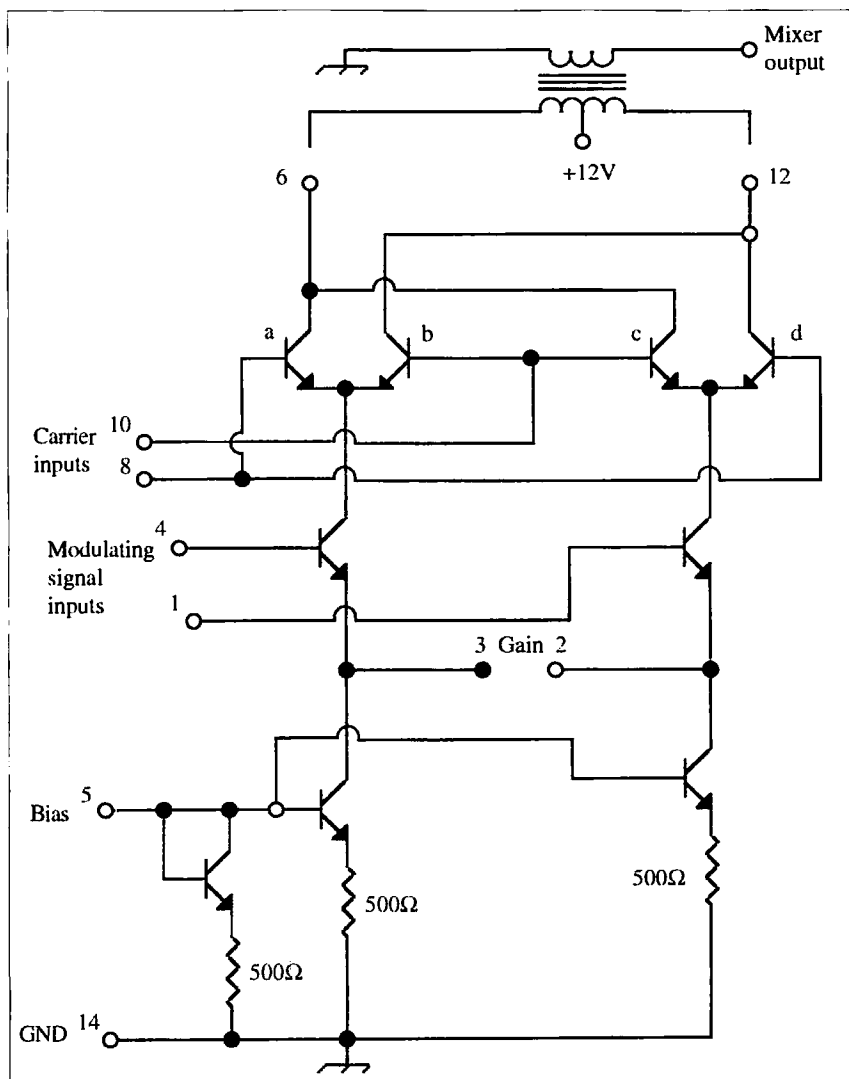 Mixer
output
+12V
6
12
a
b
c
d
Carrier
inputs
10
8
Modulating
signal
inputs
4
1
3 Gain 2
Bias
5
500Ω
500Ω
500Ω
GND 14